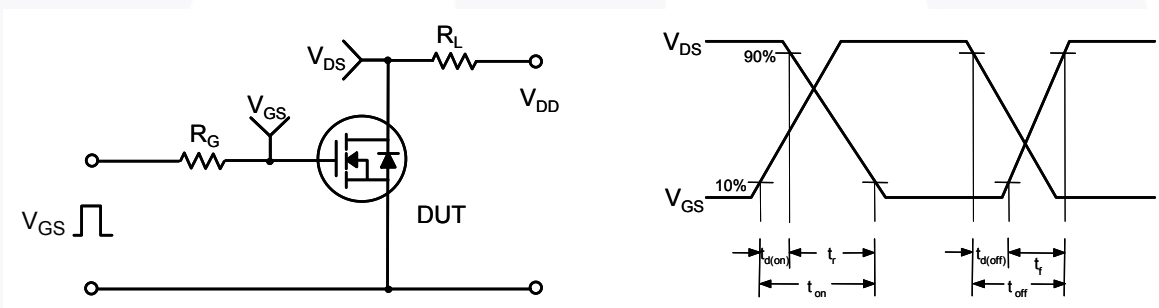 R_L
V_DS
V_DD
V_GS
R_G
V_GS
DUT
V_DS
90%
10%
V_GS
t_d(on) t_r
t_on
t_d(off) t_f
t_off